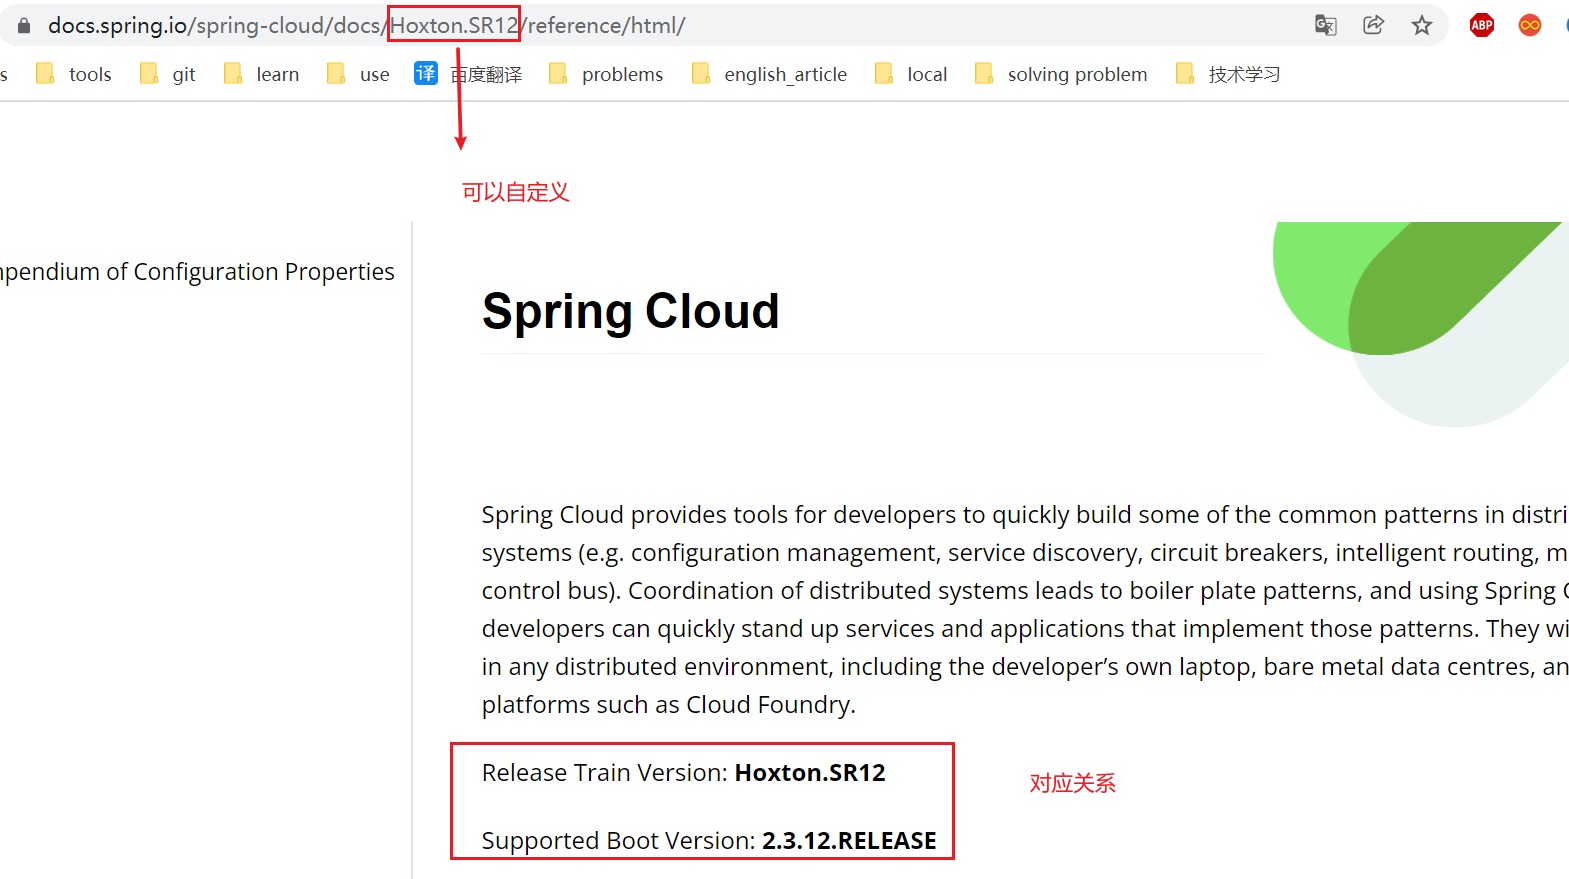 docs.spring.io/spring-cloud/docs/Hoxton.SR12/reference/html/
ABP
s tools git learn use 译 百度翻译 problems english_article local solving problem 技术学习
可以自定义
npendium of Configuration Properties
Spring Cloud
Spring Cloud provides tools for developers to quickly build some of the common patterns in distri
systems (e.g. configuration management, service discovery, circuit breakers, intelligent routing, m
control bus). Coordination of distributed systems leads to boiler plate patterns, and using Spring C
developers can quickly stand up services and applications that implement those patterns. They wi
in any distributed environment, including the developer’s own laptop, bare metal data centres, an
platforms such as Cloud Foundry.
Release Train Version: Hoxton.SR12
对应关系
Supported Boot Version: 2.3.12.RELEASE